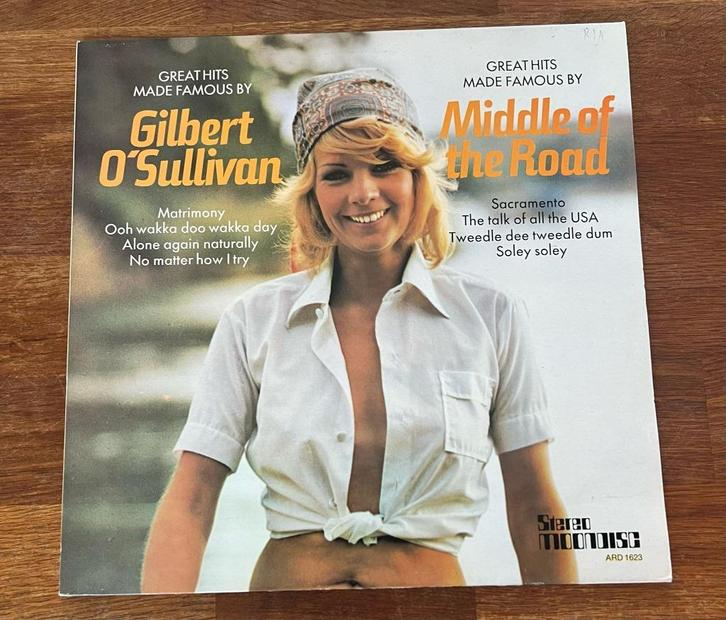 GREAT HITS
MADE FAMOUS BY
Gilbert
O'Sullivan
Matrimony
Ooh wakka doo wakka day
Alone again naturally
No matter how I try
RIA
GREAT HITS
MADE FAMOUS BY
Middle of
the Road
Sacramento
The talk of all the USA
Tweedle dee tweedle dum
Soley soley
Stereo
MOONDISC
ARD 1623